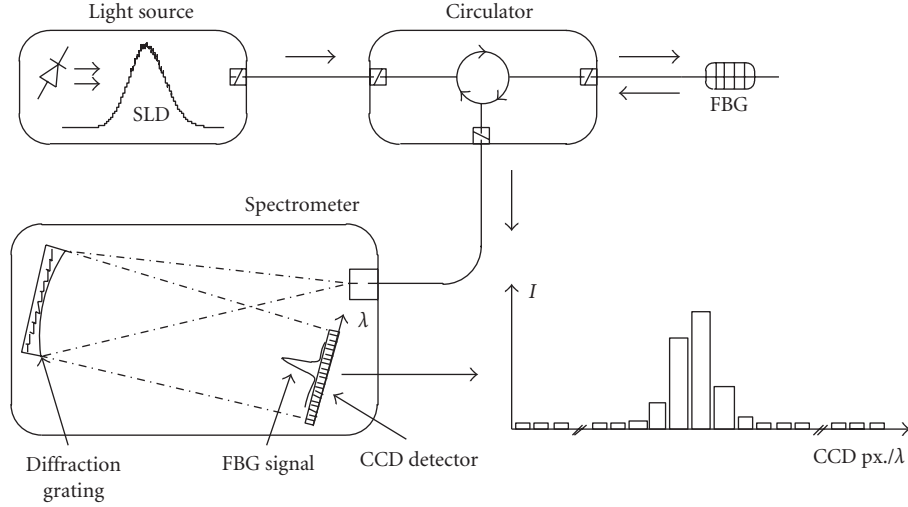 Light source
Circulator
SLD
FBG
Spectrometer
λ
I
Diffraction
grating
FBG signal
CCD detector
CCD px./λ